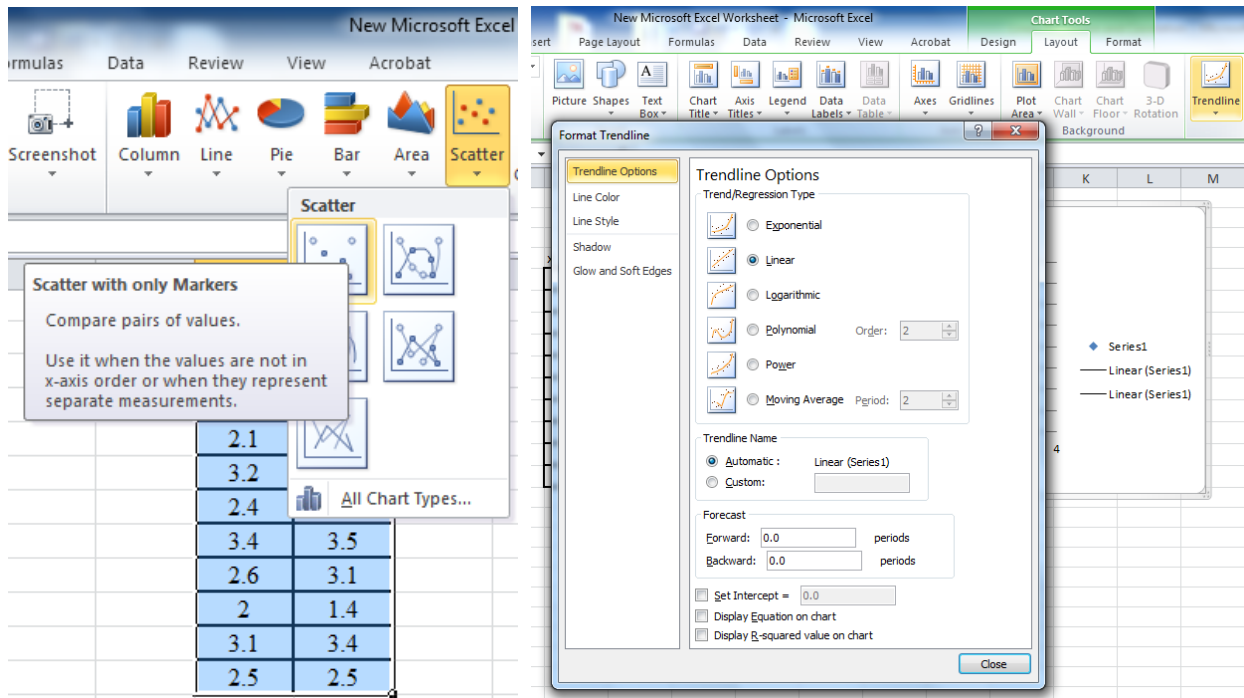 New Microsoft Excel
Formulas Data Review View Acrobat
Screenshot Column Line Pie Bar Area Scatter
Scatter
Scatter with only Markers
Compare pairs of values.
Use it when the values are not in
x-axis order or when they represent
separate measurements.
All Chart Types...
2.1
3.2
2.4
3.4 3.5
2.6 3.1
2 1.4
3.1 3.4
2.5 2.5
New Microsoft Excel Worksheet - Microsoft Excel
Chart Tools
sert Page Layout Formulas Data Review View Acrobat Design Layout Format
Picture Shapes Text Box Chart Title Axis Titles Legend Data Labels Data Table Axes Gridlines Plot Area Chart Wall Chart Floor 3-D Rotation Trendline
Background
Format Trendline
K L M
Trendline Options
Line Color
Line Style
Shadow
Glow and Soft Edges
Trendline Options
Trend/Regression Type
Exponential
Linear
Logarithmic
Polynomial Order: 2
Power
Moving Average Period: 2
Trendline Name
Automatic : Linear (Series1)
Custom:
Forecast
Forward: 0.0 periods
Backward: 0.0 periods
Set Intercept = 0.0
Display Equation on chart
Display R-squared value on chart
Close
Series1
Linear (Series1)
Linear (Series1)
4